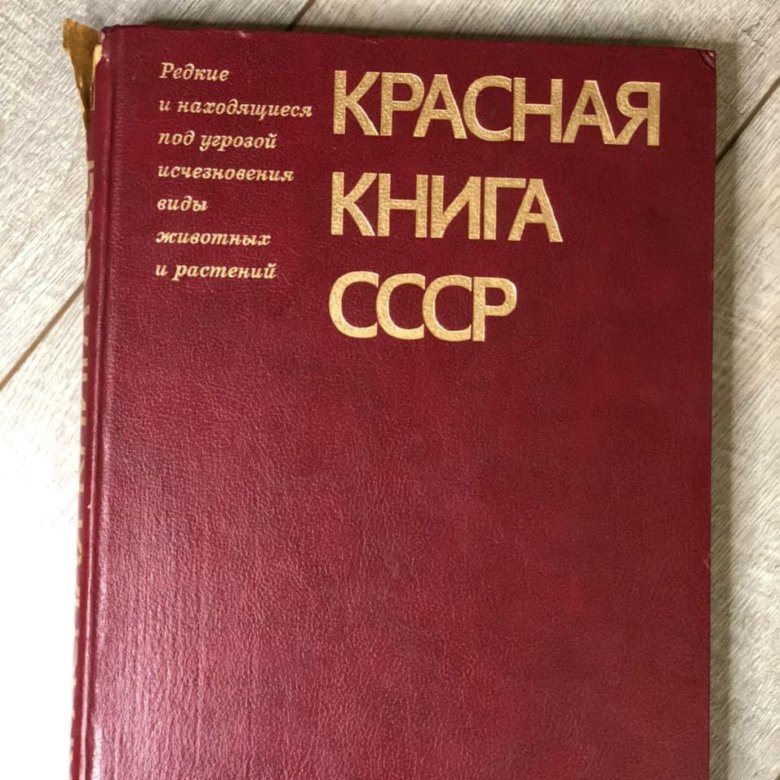 Редкие
и находящиеся
под угрозой
исчезновения
виды
животных
и растений
КРАСНАЯ
КНИГА
СССР